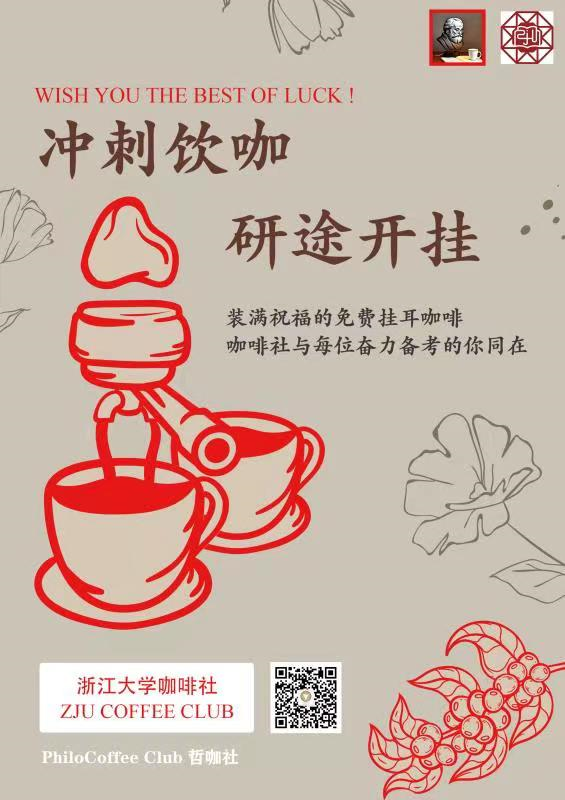 WISH YOU THE BEST OF LUCK !
冲刺饮咖
研途开挂
装满祝福的免费挂耳咖啡
咖啡社与每位奋力备考的你同在
浙江大学咖啡社
ZJU COFFEE CLUB
PhiloCoffee Club 哲咖社